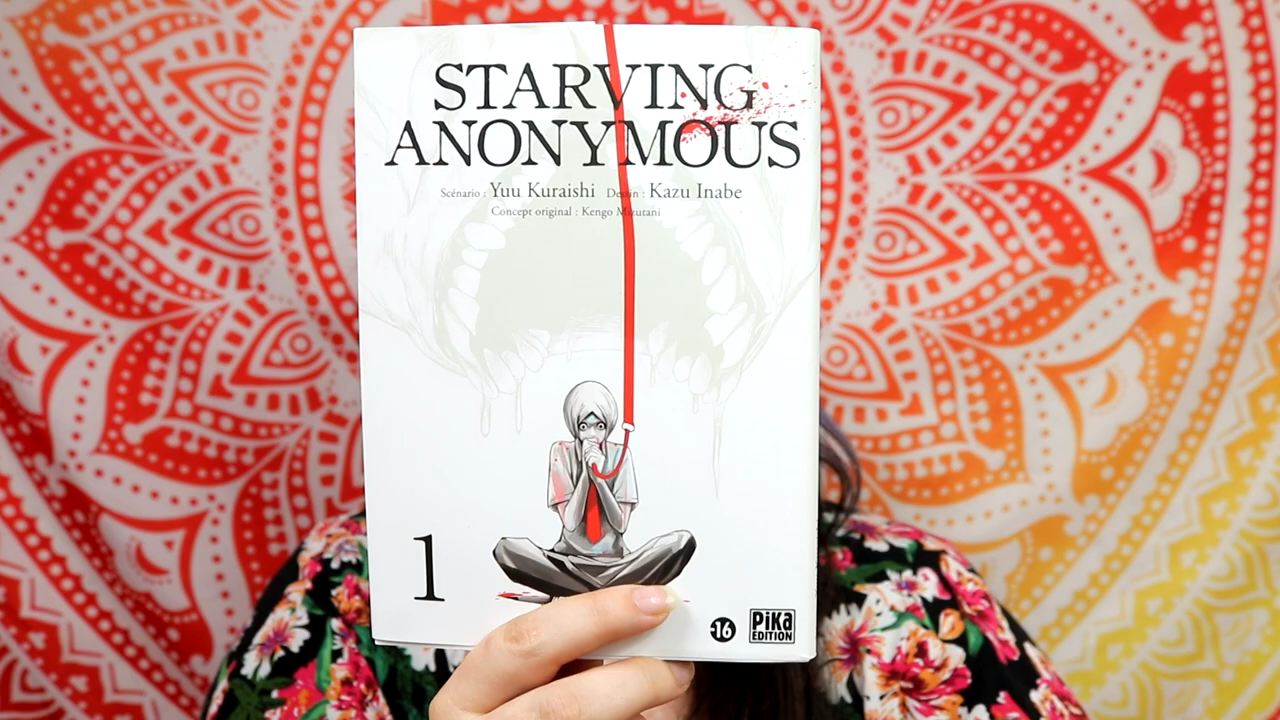 STARVING
ANONYMOUS
Scénario : Yuu Kuraishi Dessin : Kazu Inabe
Concept original : Kengo Mizutani
1
-16
Pika
EDITION